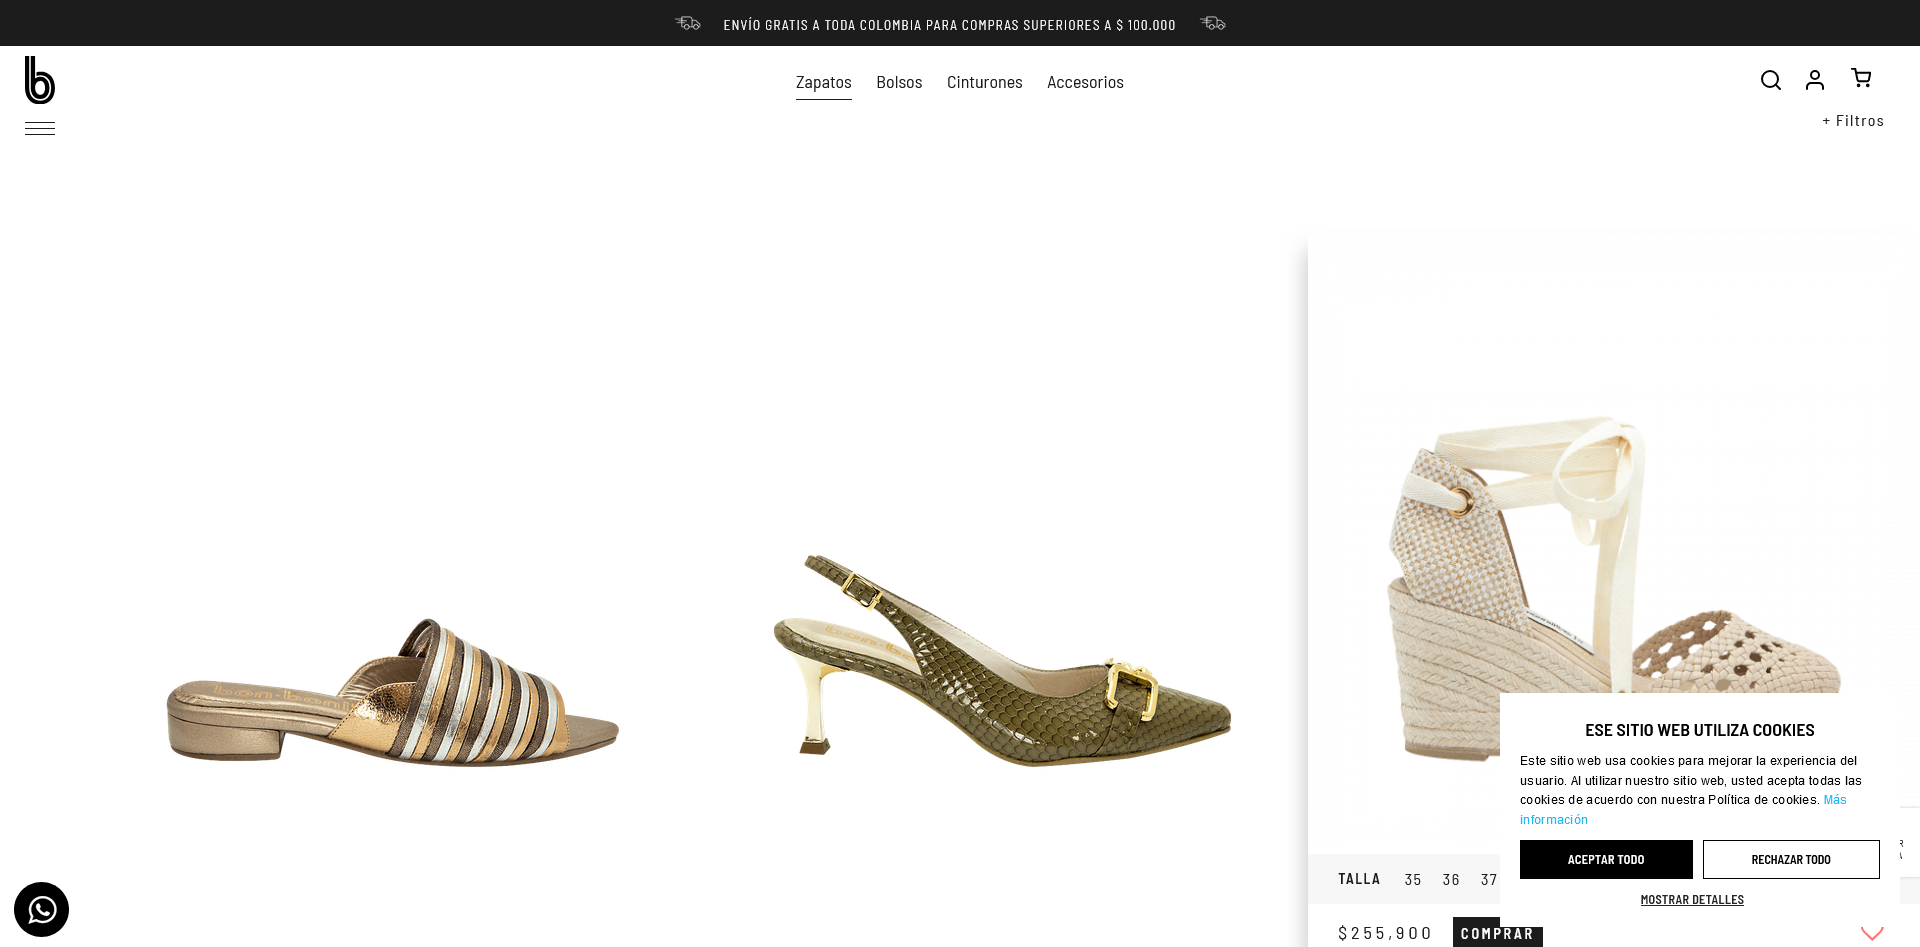 ENVÍO GRATIS A TODA COLOMBIA PARA COMPRAS SUPERIORES A $ 100.000
b
Zapatos Bolsos Cinturones Accesorios
+ Filtros
ESE SITIO WEB UTILIZA COOKIES
Este sitio web usa cookies para mejorar la experiencia del
usuario. Al utilizar nuestro sitio web, usted acepta todas las
cookies de acuerdo con nuestra Política de cookies. Más
información
ACEPTAR TODO RECHAZAR TODO
MOSTRAR DETALLES
TALLA 35 36 37
$255,900 COMPRAR